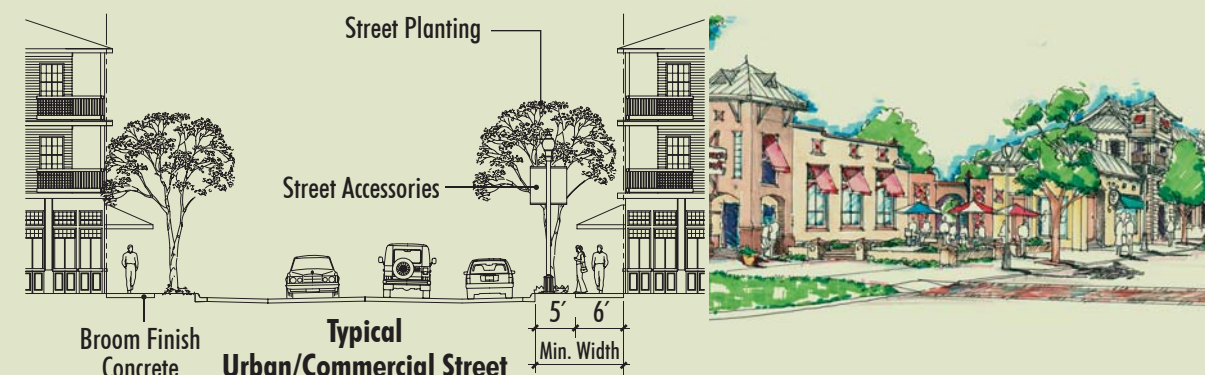 Street Planting
Street Accessories
5′ 6′
Min. Width
Broom Finish
Concrete
Typical
Urban/Commercial Street